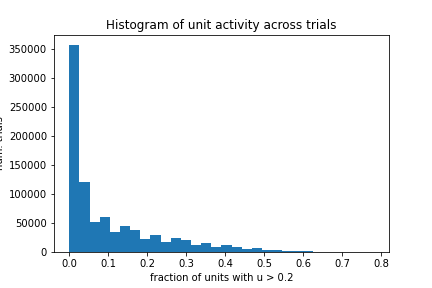 Histogram of unit activity across trials
350000
300000
250000
200000
150000
100000
50000
0
0.0 0.1 0.2 0.3 0.4 0.5 0.6 0.7 0.8
fraction of units with u > 0.2